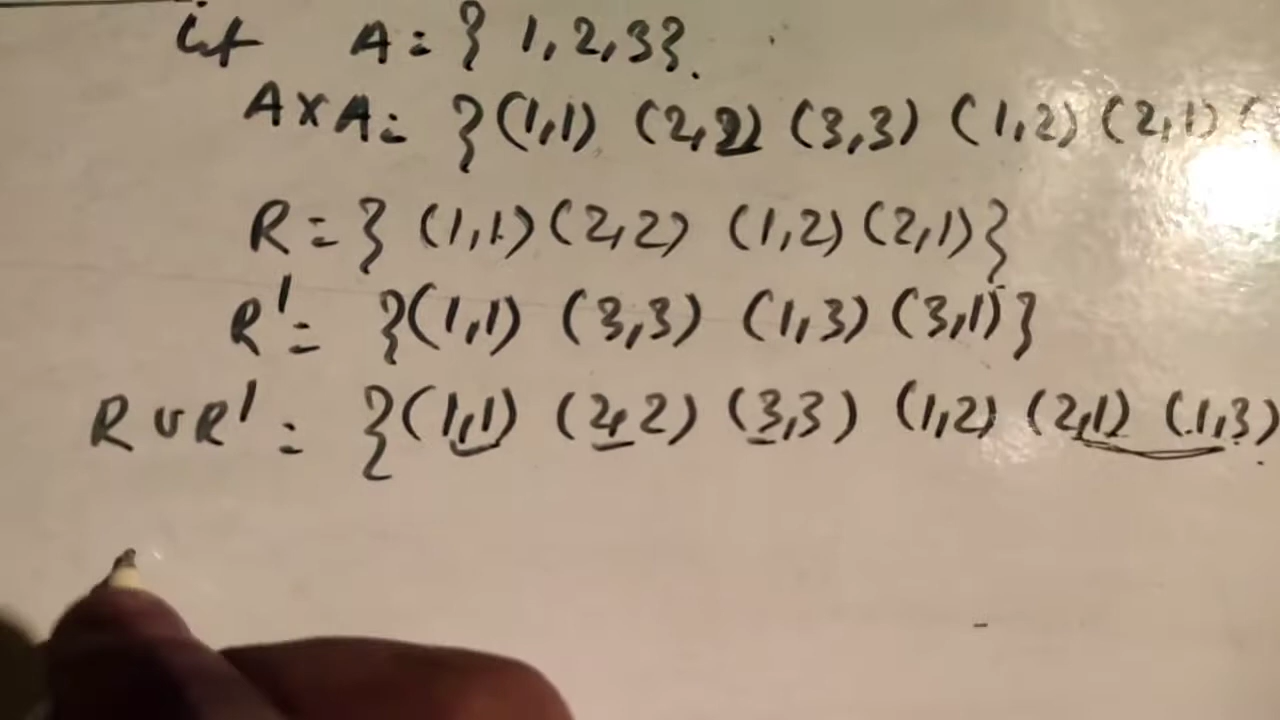 let A = { 1, 2, 3 }.
A×A = { (1,1) (2,2) (3,3) (1,2) (2,1) (
R = { (1,1) (2,2) (1,2) (2,1) }
R' = { (1,1) (3,3) (1,3) (3,1) }
R ∪ R' = { (1,1) (2,2) (3,3) (1,2) (2,1) (1,3)